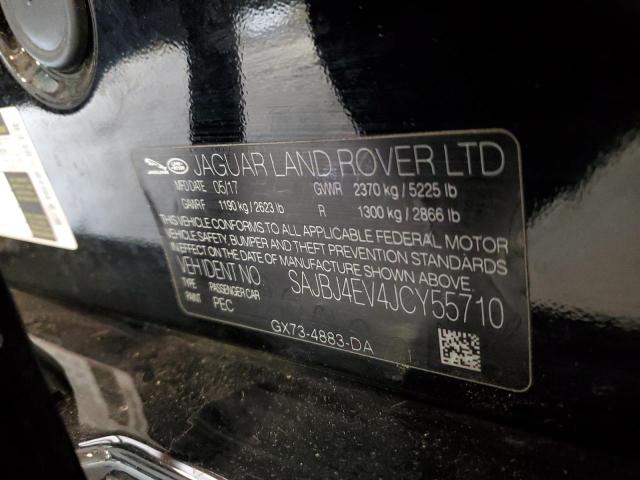 JAGUAR LAND ROVER LTD
MFD DATE 05/17 GVWR 2370 kg / 5225 lb
GAWR F 1190 kg / 2623 lb R 1300 kg / 2866 lb
THIS VEHICLE CONFORMS TO ALL APPLICABLE FEDERAL MOTOR
VEHICLE SAFETY, BUMPER AND THEFT PREVENTION STANDARDS
IN EFFECT ON THE DATE OF MANUFACTURE SHOWN ABOVE.
VEH IDENT NO. SAJBJ4EV4JCY55710
TYPE PASSENGER CAR
PAINT PEC
GX73-4883-DA